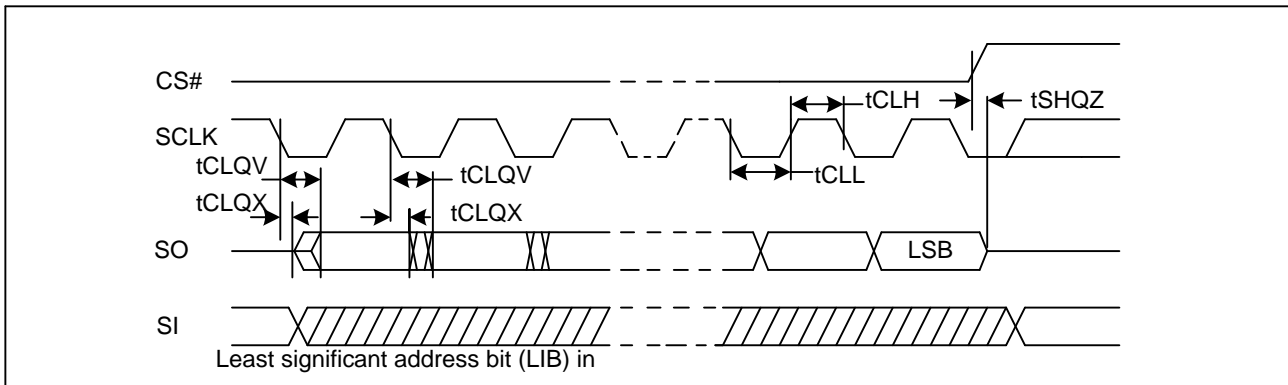 CS#
tCLH
tSHQZ
SCLK
tCLQV
tCLQV
tCLL
tCLQX
tCLQX
SO
LSB
SI
Least significant address bit (LIB) in